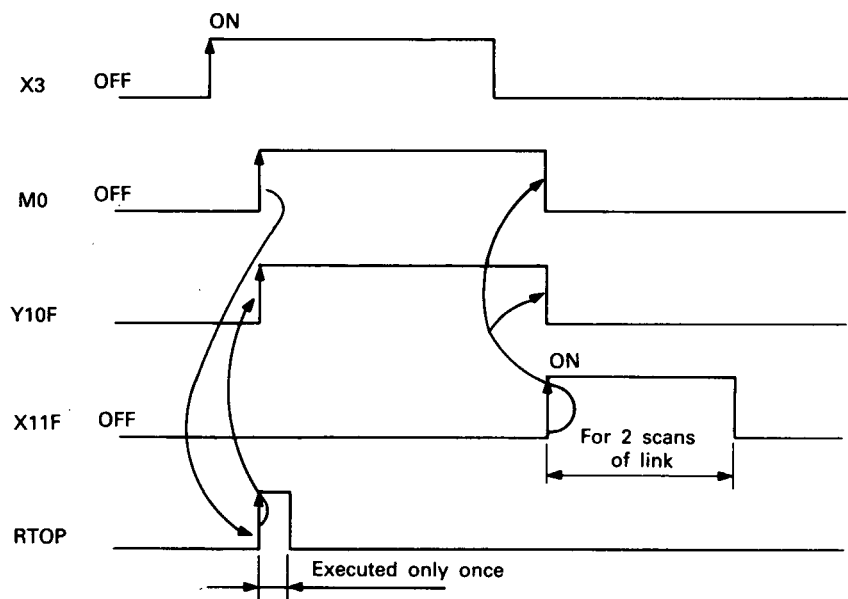 ON
X3 OFF
M0 OFF
Y10F
ON
X11F OFF
For 2 scans
of link
RTOP
Executed only once